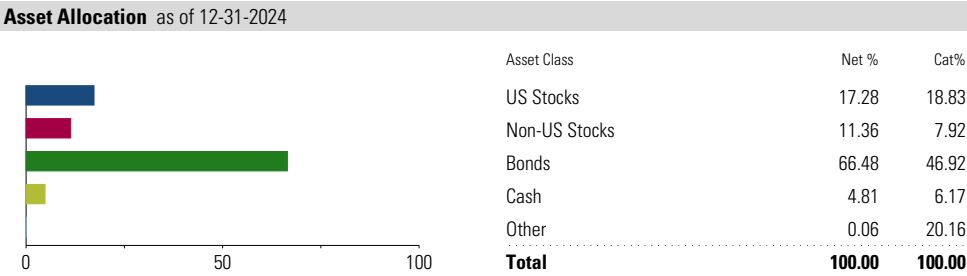 Asset Allocation as of 12-31-2024
Asset Class Net % Cat%
US Stocks 17.28 18.83
Non-US Stocks 11.36 7.92
Bonds 66.48 46.92
Cash 4.81 6.17
Other 0.06 20.16
0 50 100 Total 100.00 100.00